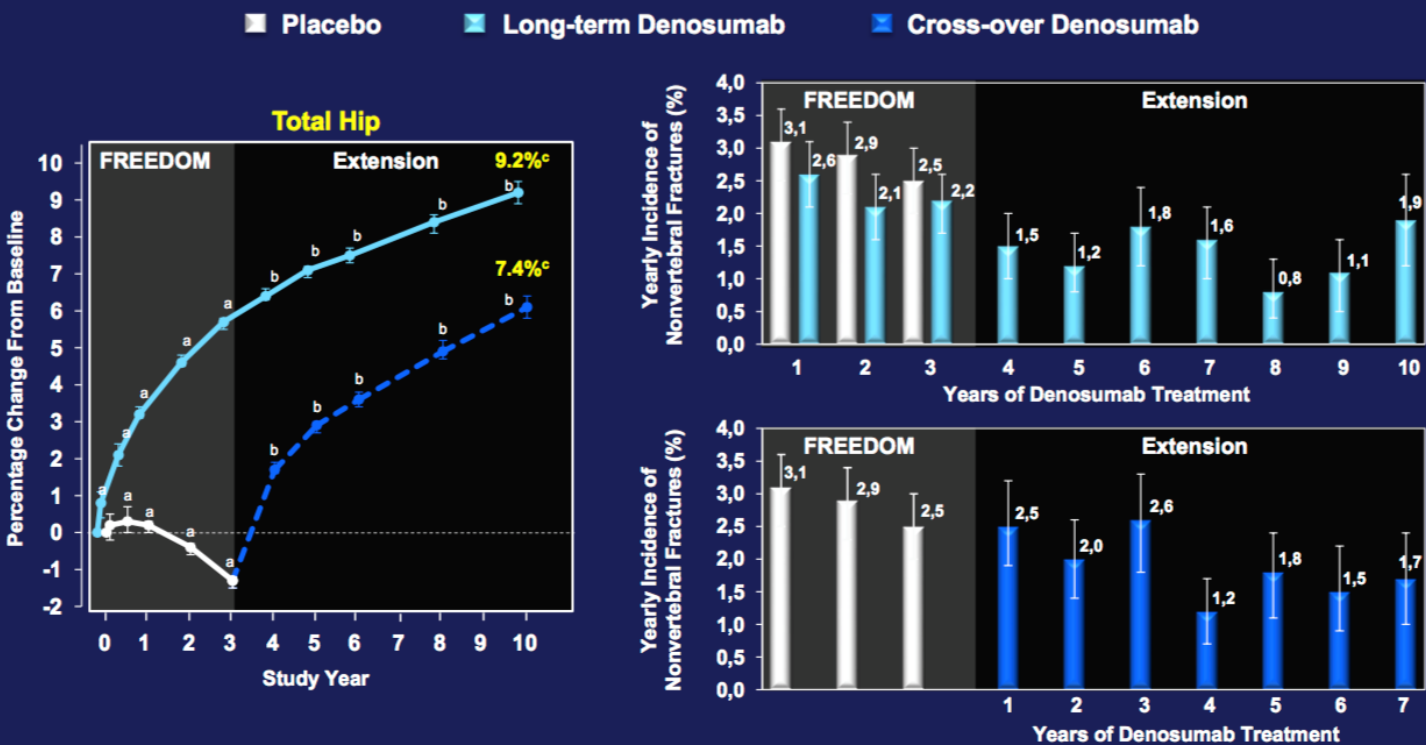 Placebo Long-term Denosumab Cross-over Denosumab
Total Hip
FREEDOM Extension
9.2%c
7.4%c
Percentage Change From Baseline
10
9
8
7
6
5
4
3
2
1
0
-1
-2
a a a a a a b b b b b
a a a a a b b b b b
0 1 2 3 4 5 6 7 8 9 10
Study Year
Yearly Incidence of
Nonvertebral Fractures (%)
4,0
3,5
3,0
2,5
2,0
1,5
1,0
0,5
0,0
FREEDOM Extension
3,1 2,6 2,9 2,1 2,5 2,2 1,5 1,2 1,8 1,6 0,8 1,1 1,9
1 2 3 4 5 6 7 8 9 10
Years of Denosumab Treatment
Yearly Incidence of
Nonvertebral Fractures (%)
4,0
3,5
3,0
2,5
2,0
1,5
1,0
0,5
0,0
FREEDOM Extension
3,1 2,9 2,5 2,5 2,0 2,6 1,2 1,8 1,5 1,7
1 2 3 4 5 6 7
Years of Denosumab Treatment